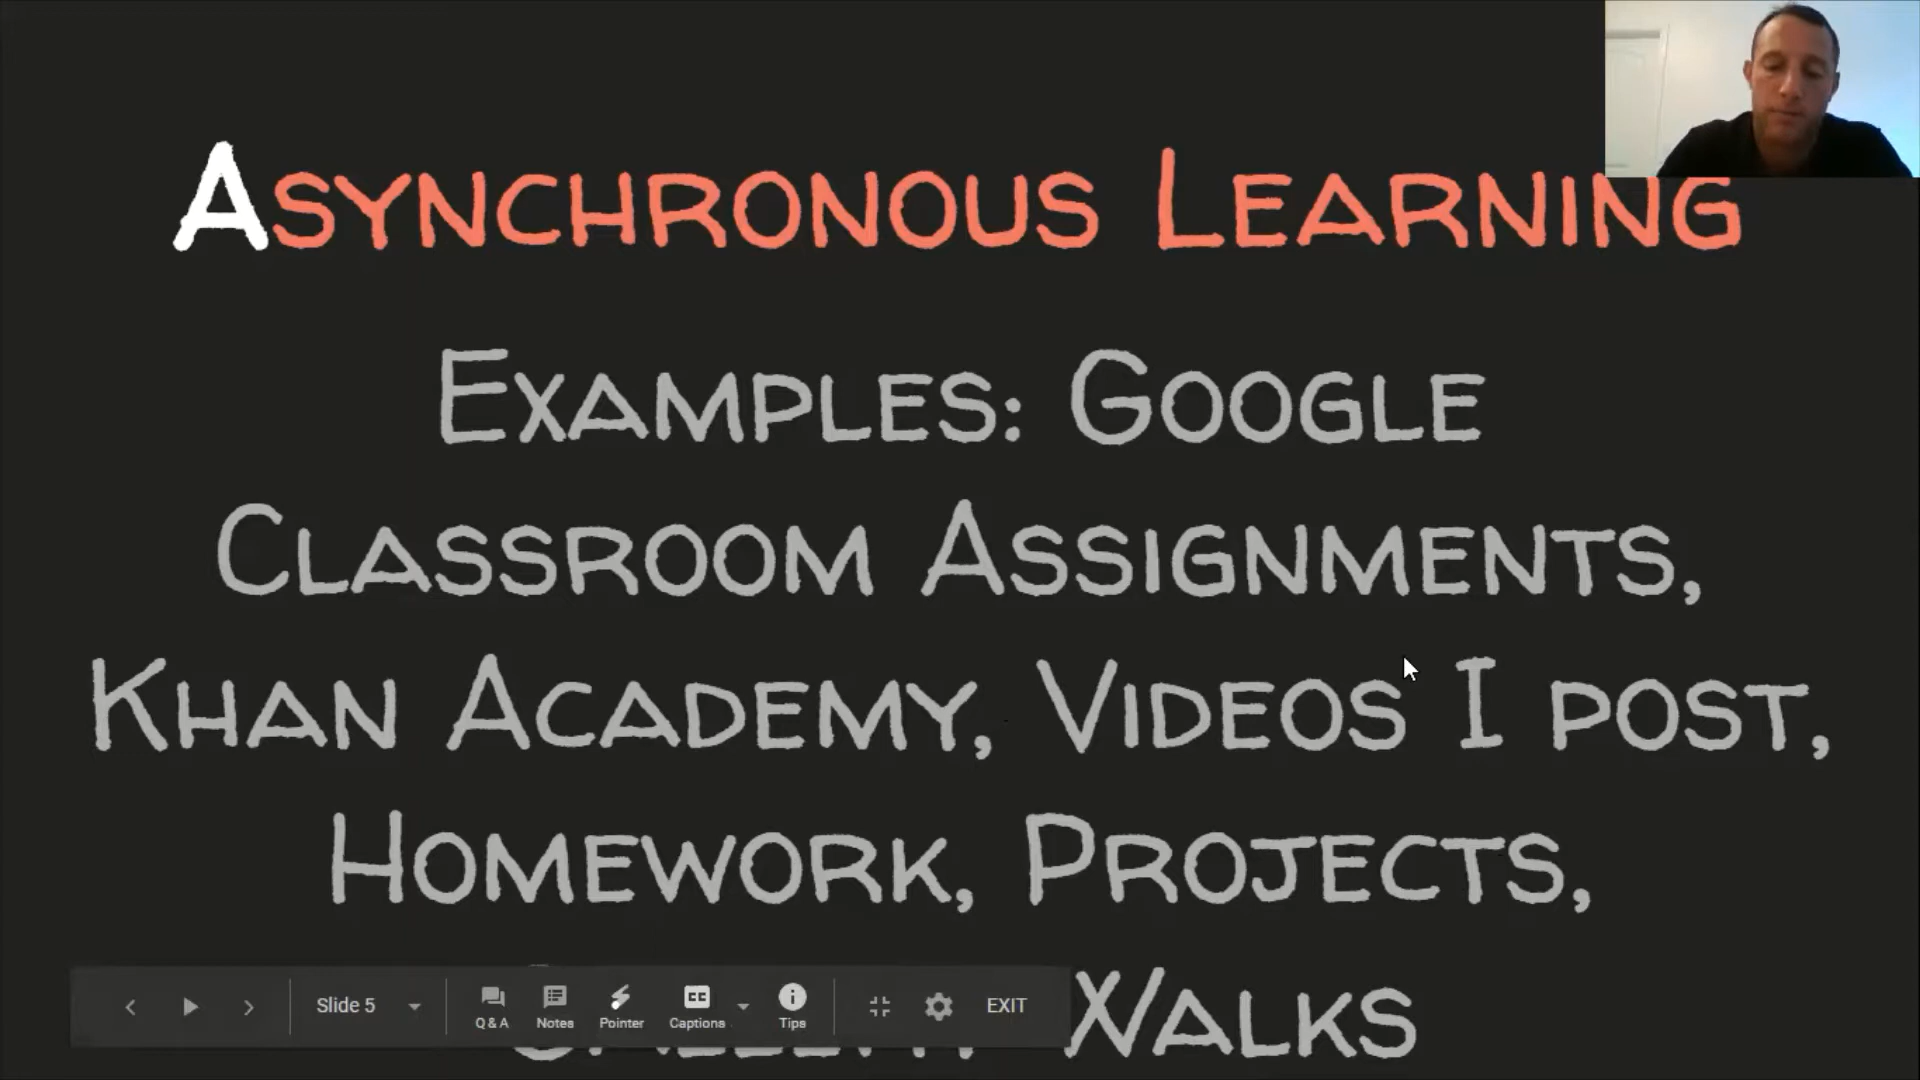 Asynchronous Learning
Examples: Google
Classroom Assignments,
Khan Academy, Videos I post,
Homework, Projects,
Walks
Slide 5
Q & A
Notes
Pointer
Captions
Tips
EXIT